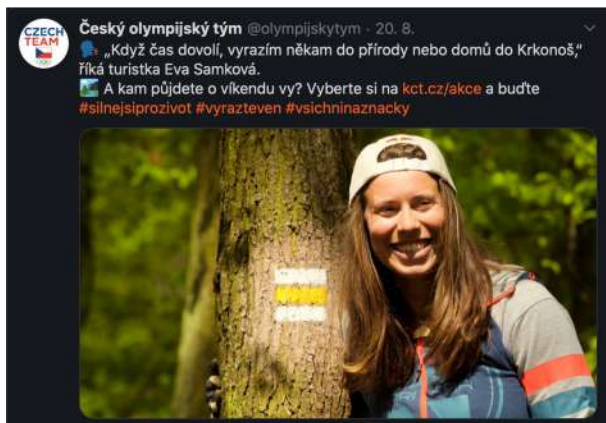 CZECH
TEAM
Český olympijský tým @olympijskytym · 20. 8.
„Když čas dovolí, vyrazím někam do přírody nebo domů do Krkonoš,“
říká turistka Eva Samková.
A kam půjdete o víkendu vy? Vyberte si na kct.cz/akce a buďte
#silnejsiprozivot #vyrazteven #vsichninaznacky